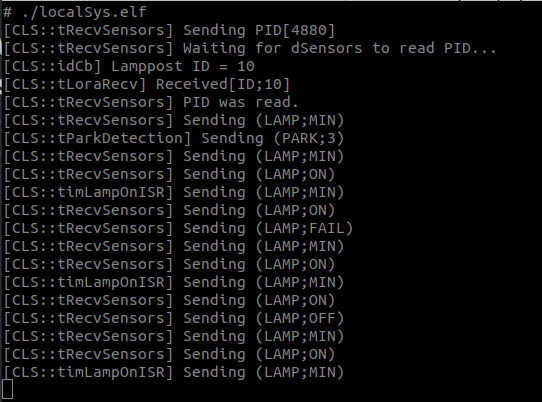 # ./localSys.elf
[CLS::tRecvSensors] Sending PID[4880]
[CLS::tRecvSensors] Waiting for dSensors to read PID...
[CLS::idCb] Lamppost ID = 10
[CLS::tLoraRecv] Received[ID;10]
[CLS::tRecvSensors] PID was read.
[CLS::tRecvSensors] Sending (LAMP;MIN)
[CLS::tParkDetection] Sending (PARK;3)
[CLS::tRecvSensors] Sending (LAMP;MIN)
[CLS::tRecvSensors] Sending (LAMP;ON)
[CLS::timLampOnISR] Sending (LAMP;MIN)
[CLS::tRecvSensors] Sending (LAMP;ON)
[CLS::tRecvSensors] Sending (LAMP;FAIL)
[CLS::tRecvSensors] Sending (LAMP;MIN)
[CLS::tRecvSensors] Sending (LAMP;ON)
[CLS::timLampOnISR] Sending (LAMP;MIN)
[CLS::tRecvSensors] Sending (LAMP;ON)
[CLS::tRecvSensors] Sending (LAMP;OFF)
[CLS::tRecvSensors] Sending (LAMP;MIN)
[CLS::tRecvSensors] Sending (LAMP;ON)
[CLS::timLampOnISR] Sending (LAMP;MIN)